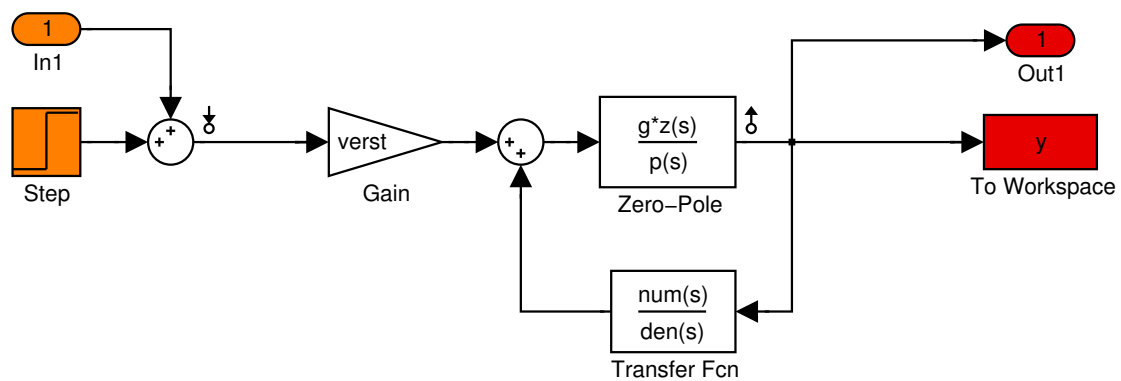 1
In1
Step
+
+
verst
Gain
+
+
g*z(s)
p(s)
Zero−Pole
num(s)
den(s)
Transfer Fcn
1
Out1
y
To Workspace